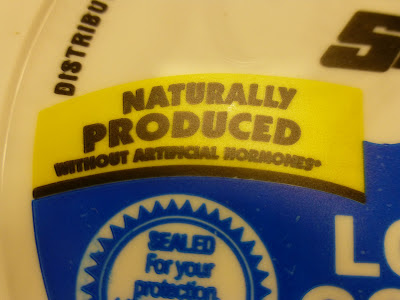 DISTRIBU
NATURALLY
PRODUCED
WITHOUT ARTIFICIAL HORMONES*
SEALED
For your
protection.